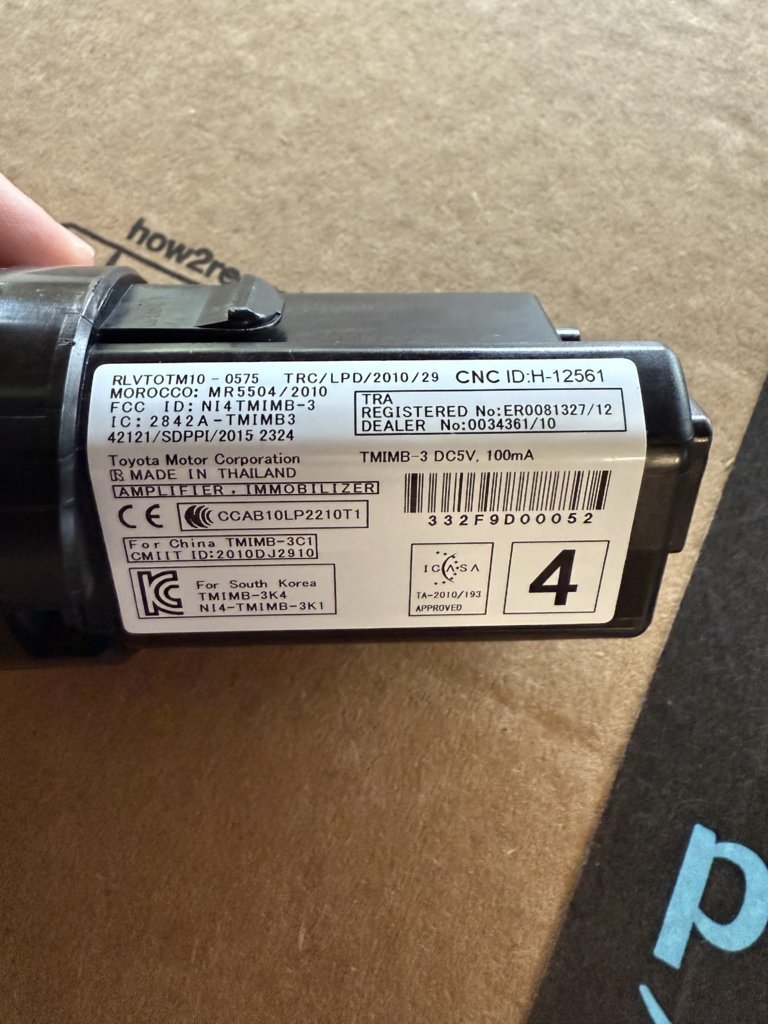 how2re
RLVTOTM10-0575 TRC/LPD/2010/29 CNC ID:H-12561
MOROCCO: MR5504/2010
FCC ID: NI4TMIMB-3
IC: 2842A-TMIMB3
42121/SDPPI/2015 2324
TRA
REGISTERED No:ER0081327/12
DEALER No:0034361/10
Toyota Motor Corporation TMIMB-3 DC5V, 100mA
MADE IN THAILAND
AMPLIFIER, IMMOBILIZER
CE CCAB10LP2210T1
332F9D00052
For China TMIMB-3C1
CMIIT ID:2010DJ2910
For South Korea
TMIMB-3K4
NI4-TMIMB-3K1
ICASA
TA-2010/193
APPROVED
4
p